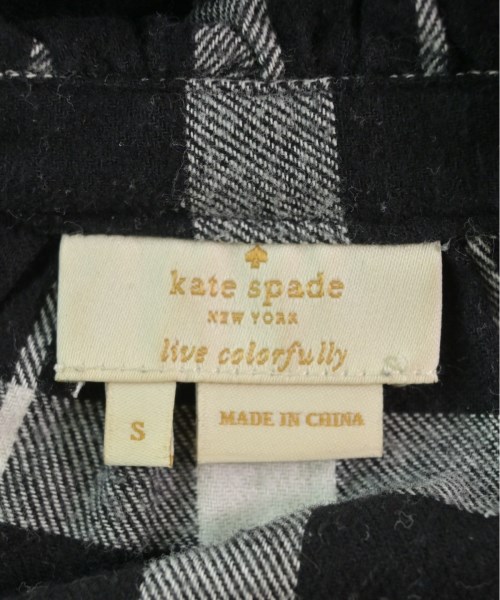 kate spade
NEW YORK
live colorfully
S
MADE IN CHINA